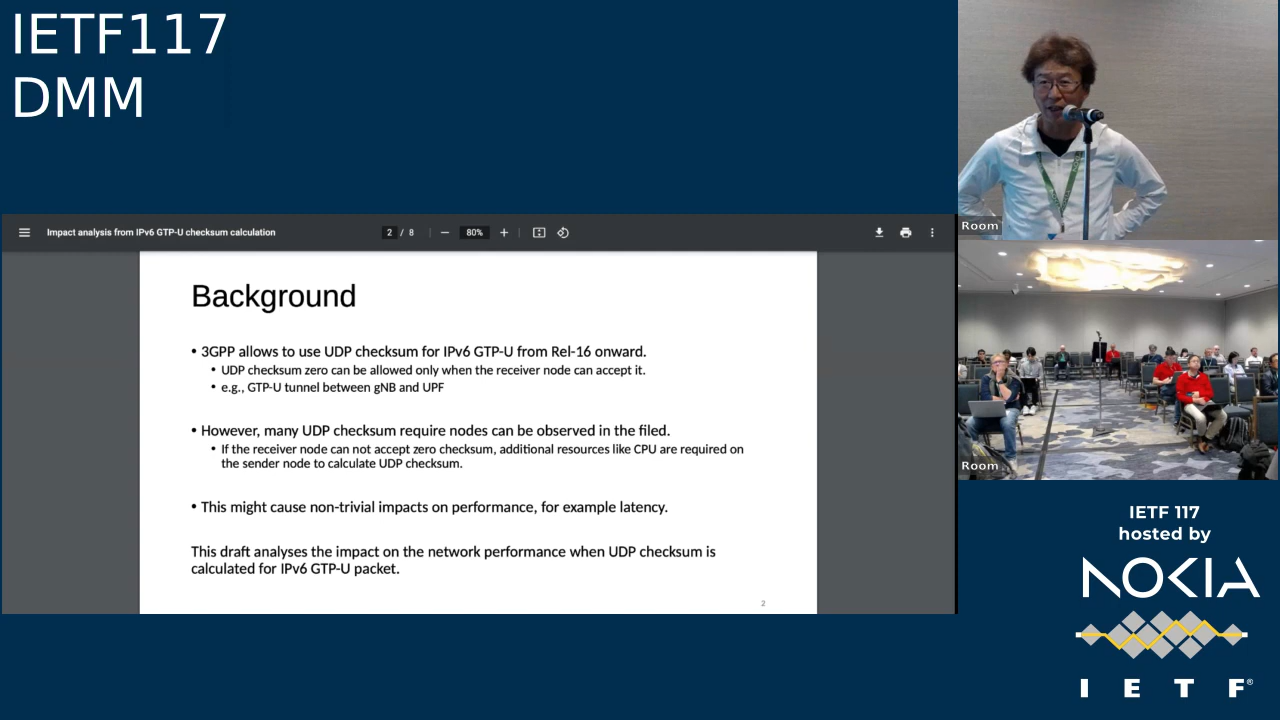 IETF117
DMM
Impact analysis from IPv6 GTP-U checksum calculation
2 / 8
80%
Background
• 3GPP allows to use UDP checksum for IPv6 GTP-U from Rel-16 onward.
• UDP checksum zero can be allowed only when the receiver node can accept it.
• e.g., GTP-U tunnel between gNB and UPF
• However, many UDP checksum require nodes can be observed in the filed.
• If the receiver node can not accept zero checksum, additional resources like CPU are required on
the sender node to calculate UDP checksum.
• This might cause non-trivial impacts on performance, for example latency.
This draft analyses the impact on the network performance when UDP checksum is
calculated for IPv6 GTP-U packet.
2
Room
Room
IETF 117
hosted by
NOKIA
I E T F®